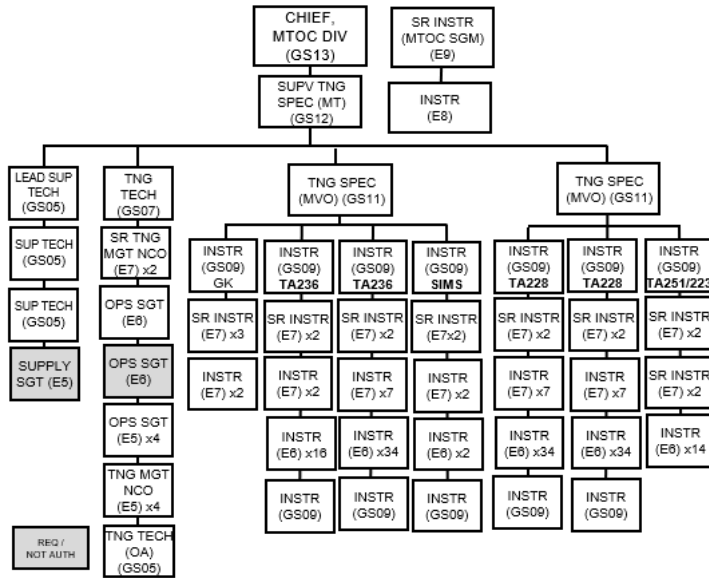 CHIEF,
MTOC DIV
(GS13)
SR INSTR
(MTOC SGM)
(E9)
SUPV TNG
SPEC (MT)
(GS12)
INSTR
(E8)
LEAD SUP
TECH
(GS05)
SUP TECH
(GS05)
SUP TECH
(GS05)
SUPPLY
SGT (E5)
TNG
TECH
(GS07)
SR TNG
MGT NCO
(E7) x2
OPS SGT
(E6)
OPS SGT
(E6)
OPS SGT
(E5) x4
TNG MGT
NCO
(E5) x4
TNG TECH
(OA)
(GS05)
TNG SPEC
(MVO) (GS11)
INSTR
(GS09)
GK
SR INSTR
(E7) x3
INSTR
(E7) x2
INSTR
(GS09)
TA236
SR INSTR
(E7) x2
INSTR
(E7) x2
INSTR
(E6) x16
INSTR
(GS09)
INSTR
(GS09)
TA236
SR INSTR
(E7) x2
INSTR
(E7) x7
INSTR
(E6) x34
INSTR
(GS09)
INSTR
(GS09)
SIMS
SR INSTR
(E7x2)
INSTR
(E7) x2
INSTR
(E6) x2
INSTR
(GS09)
TNG SPEC
(MVO) (GS11)
INSTR
(GS09)
TA228
SR INSTR
(E7) x2
INSTR
(E7) x7
INSTR
(E6) x34
INSTR
(GS09)
INSTR
(GS09)
TA228
SR INSTR
(E7) x2
INSTR
(E7) x7
INSTR
(E6) x34
INSTR
(GS09)
INSTR
(GS09)
TA251/223
SR INSTR
(E7) x2
SR INSTR
(E7) x2
INSTR
(E6) x14
REQ /
NOT AUTH